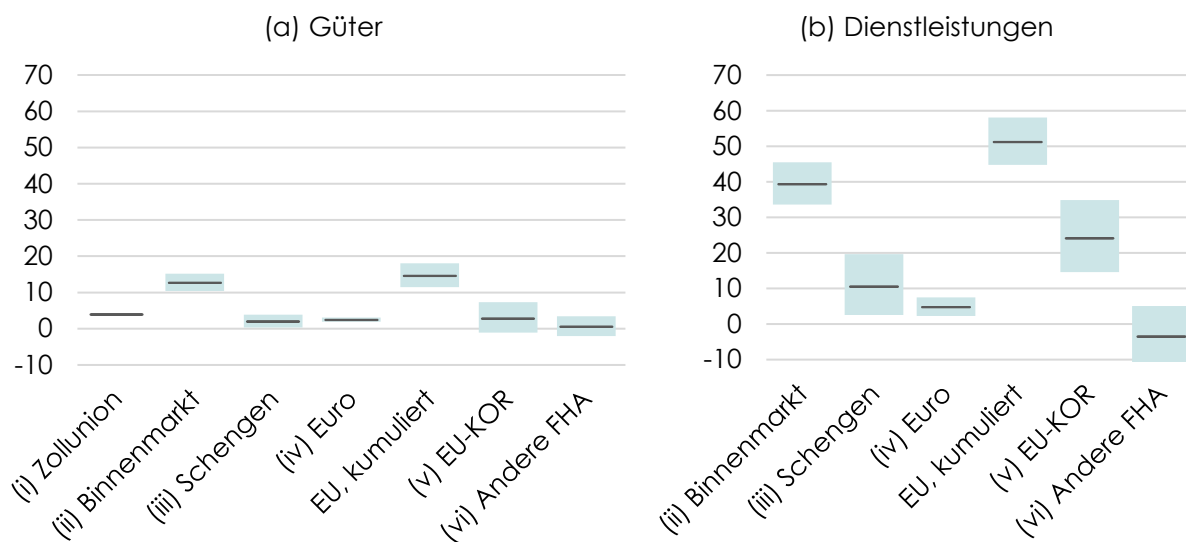 (a) Güter
70
60
50
40
30
20
10
0
-10
(i) Zollunion
(ii) Binnenmarkt
(iii) Schengen
(iv) Euro
EU, kumuliert
(v) EU-KOR
(vi) Andere FHA
(b) Dienstleistungen
70
60
50
40
30
20
10
0
-10
(ii) Binnenmarkt
(iii) Schengen
(iv) Euro
EU, kumuliert
(v) EU-KOR
(vi) Andere FHA